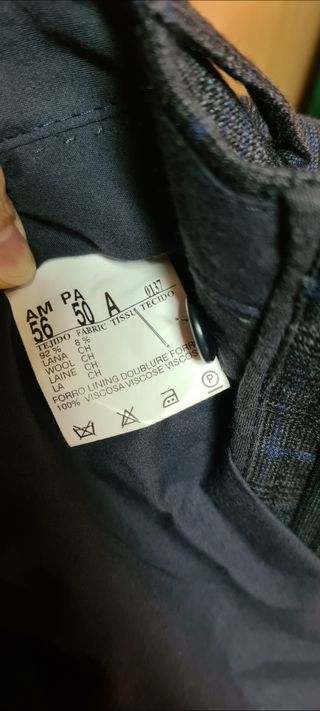 AM PA
56 50 A 0137
TEJIDO FABRIC TISSU TECIDO
92 % 8 %
LANA CH
WOOL CH
LAINE CH
LA CH
FORRO LINING DOUBLURE FORR
100% VISCOSA VISCOSE VISCOS
P